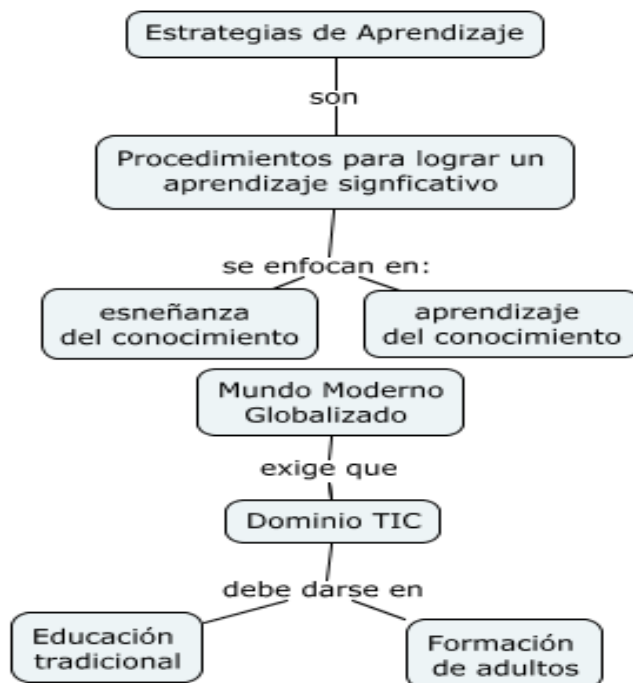 Estrategias de Aprendizaje
son
Procedimientos para lograr un
aprendizaje signficativo
se enfocan en:
esneñanza
del conocimiento
aprendizaje
del conocimiento
Mundo Moderno
Globalizado
exige que
Dominio TIC
debe darse en
Educación
tradicional
Formación
de adultos